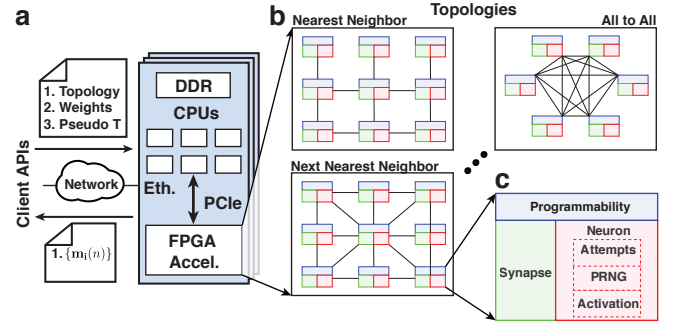 a
1. Topology
2. Weights
3. Pseudo T
Client APIs
Network
1. {m_i(n)}
DDR
CPUs
Eth.
PCIe
FPGA
Accel.
b
Topologies
Nearest Neighbor
All to All
Next Nearest Neighbor
c
Programmability
Synapse
Neuron
Attempts
PRNG
Activation